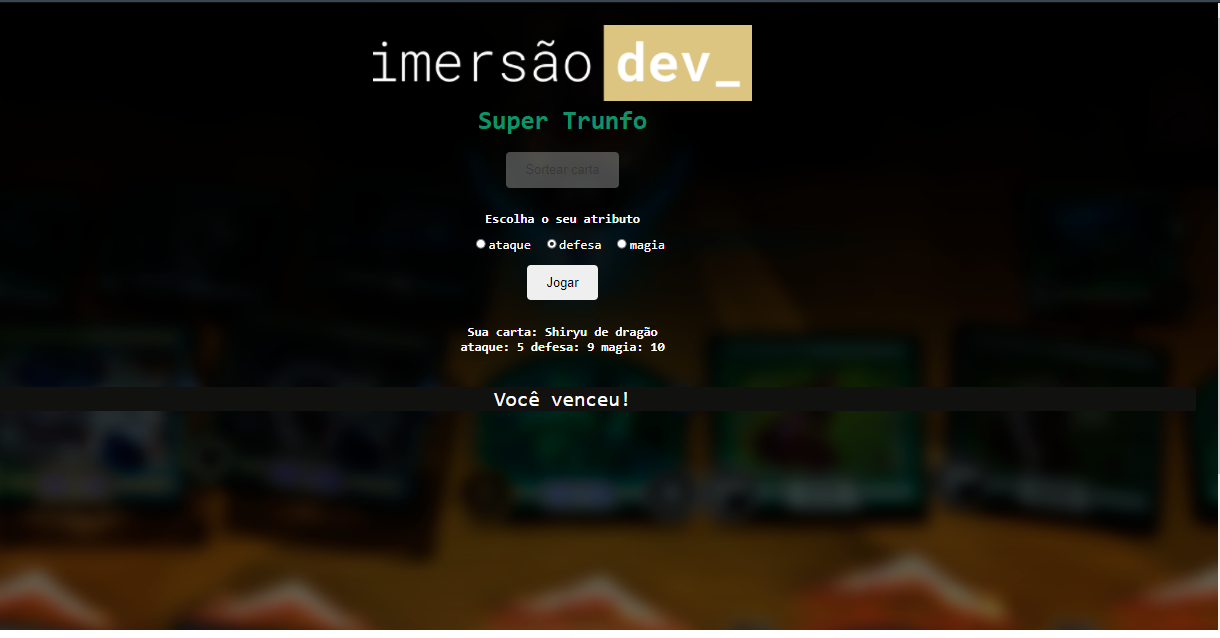 imersão dev_
Super Trunfo
Sortear carta
Escolha o seu atributo
ataque defesa magia
Jogar
Sua carta: Shiryu de dragão
ataque: 5 defesa: 9 magia: 10
Você venceu!